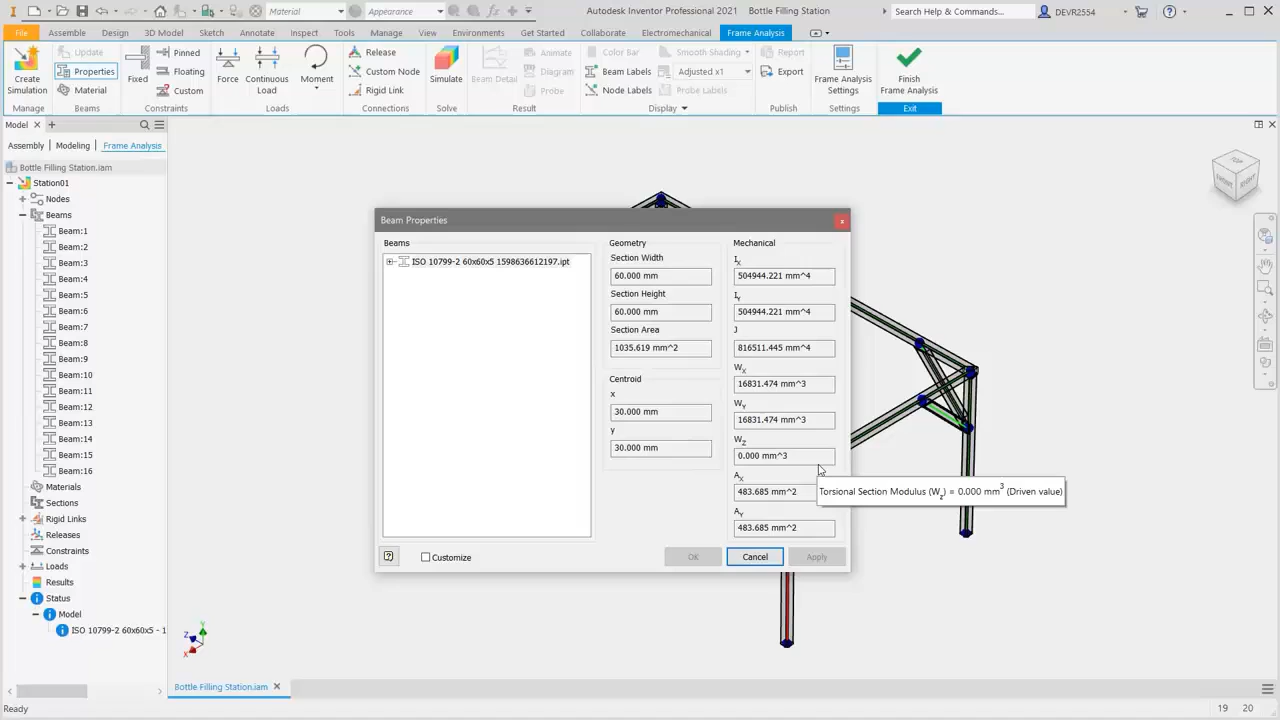 Material
Appearance
Autodesk Inventor Professional 2021 Bottle Filling Station
Search Help & Commands...
DEVR2554
File Assembly Design 3D Model Sketch Annotate Inspect Tools Manage View Environments Get Started Collaborate Electromechanical Frame Analysis
Create Simulation
Update
Properties
Material
Fixed
Pinned
Floating
Custom
Force
Continuous Load
Moment
Release
Custom Node
Rigid Link
Simulate
Beam Detail
Animate
Diagram
Probe
Color Bar
Beam Labels
Node Labels
Smooth Shading
Adjusted x1
Probe Labels
Report
Export
Frame Analysis Settings
Finish Frame Analysis
Manage Beams Constraints Loads Connections Solve Result Display Publish Settings Exit
Model
Assembly Modeling Frame Analysis
Bottle Filling Station.iam
Station01
Nodes
Beams
Beam:1
Beam:2
Beam:3
Beam:4
Beam:5
Beam:6
Beam:7
Beam:8
Beam:9
Beam:10
Beam:11
Beam:12
Beam:13
Beam:14
Beam:15
Beam:16
Materials
Sections
Rigid Links
Releases
Constraints
Loads
Results
Status
Model
ISO 10799-2 60x60x5 - 1
Beam Properties
Beams
ISO 10799-2 60x60x5 1598636612197.ipt
Geometry
Section Width
60.000 mm
Section Height
60.000 mm
Section Area
1035.619 mm^2
Centroid
x
30.000 mm
y
30.000 mm
Mechanical
IX
504944.221 mm^4
IY
504944.221 mm^4
J
816511.445 mm^4
WX
16831.474 mm^3
WY
16831.474 mm^3
WZ
0.000 mm^3
AX
483.685 mm^2
AY
483.685 mm^2
Torsional Section Modulus (Wz) = 0.000 mm3 (Driven value)
Customize
OK
Cancel
Apply
FRONT
RIGHT
Y
Z
X
Bottle Filling Station.iam
Ready
19 20